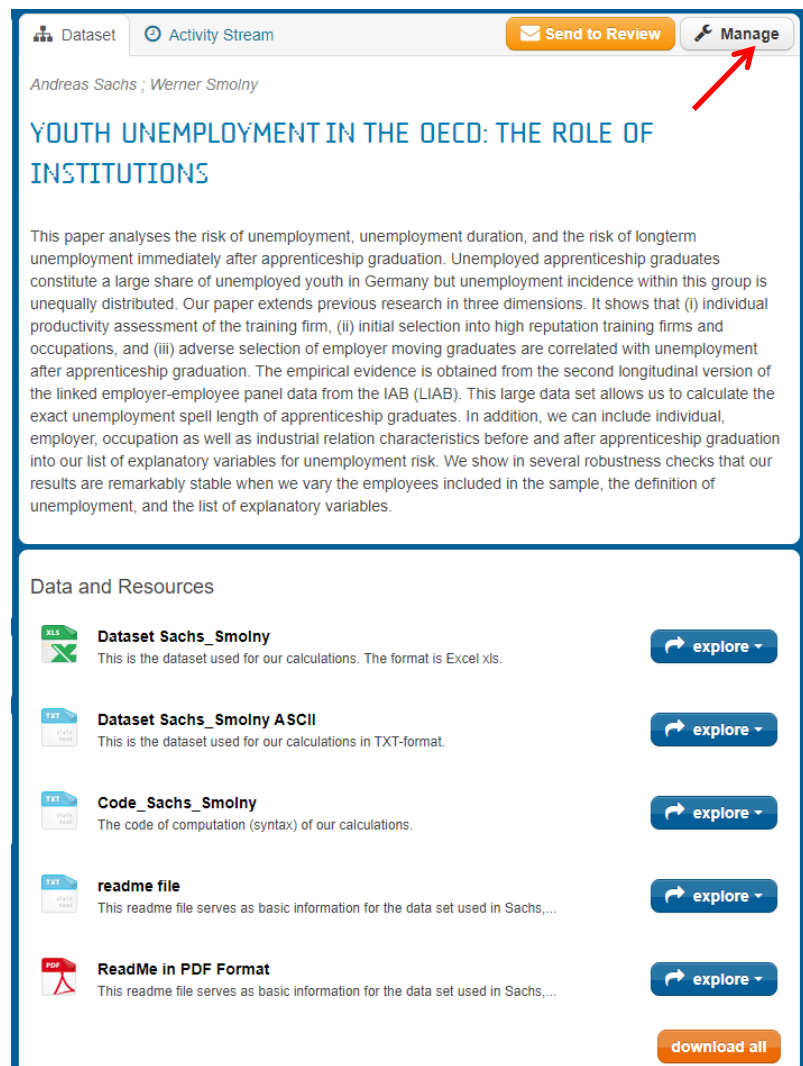 Dataset Activity Stream Send to Review Manage
Andreas Sachs ; Werner Smolny
YOUTH UNEMPLOYMENT IN THE OECD: THE ROLE OF
INSTITUTIONS
This paper analyses the risk of unemployment, unemployment duration, and the risk of longterm
unemployment immediately after apprenticeship graduation. Unemployed apprenticeship graduates
constitute a large share of unemployed youth in Germany but unemployment incidence within this group is
unequally distributed. Our paper extends previous research in three dimensions. It shows that (i) individual
productivity assessment of the training firm, (ii) initial selection into high reputation training firms and
occupations, and (iii) adverse selection of employer moving graduates are correlated with unemployment
after apprenticeship graduation. The empirical evidence is obtained from the second longitudinal version of
the linked employer-employee panel data from the IAB (LIAB). This large data set allows us to calculate the
exact unemployment spell length of apprenticeship graduates. In addition, we can include individual,
employer, occupation as well as industrial relation characteristics before and after apprenticeship graduation
into our list of explanatory variables for unemployment risk. We show in several robustness checks that our
results are remarkably stable when we vary the employees included in the sample, the definition of
unemployment, and the list of explanatory variables.
Data and Resources
XLS
Dataset Sachs_Smolny
This is the dataset used for our calculations. The format is Excel xls.
explore
TXT
plain
text
Dataset Sachs_Smolny ASCII
This is the dataset used for our calculations in TXT-format.
explore
TXT
plain
text
Code_Sachs_Smolny
The code of computation (syntax) of our calculations.
explore
TXT
plain
text
readme file
This readme file serves as basic information for the data set used in Sachs,...
explore
PDF
ReadMe in PDF Format
This readme file serves as basic information for the data set used in Sachs,...
explore
download all